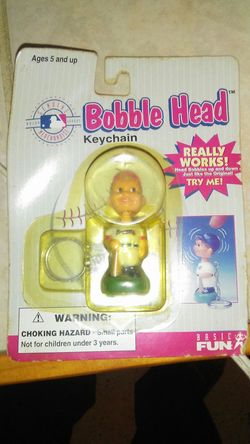 Ages 5 and up
Bobble Head™
Keychain
REALLY
WORKS!
Head Bobbles up and down
Just like the Original!
TRY ME!
⚠ WARNING:
CHOKING HAZARD - Small parts
Not for children under 3 years.
BASIC
FUN